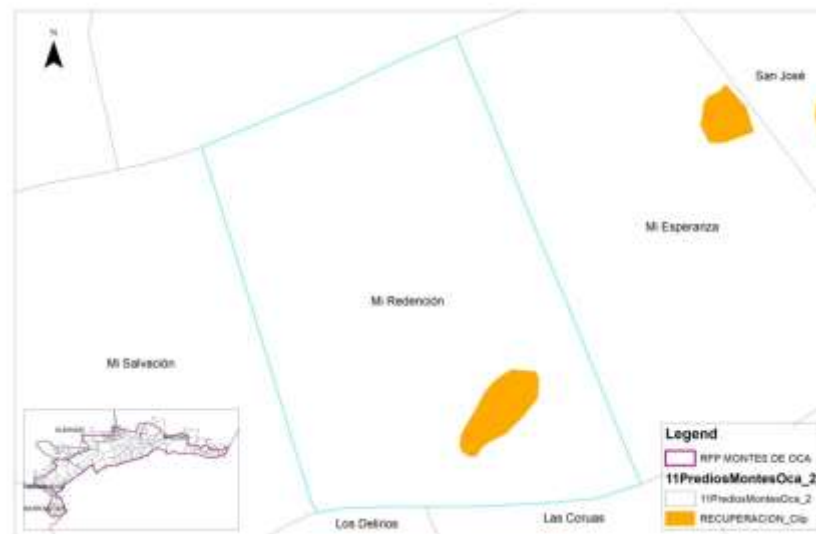 N
San José
Mi Esperanza
Mi Redención
Mi Salvación
Los Delirios
Las Coruas
Legend
RFP MONTES DE OCA
11PrediosMontesOca_2
11PrediosMontesOca_2
RECUPERACION_Clip